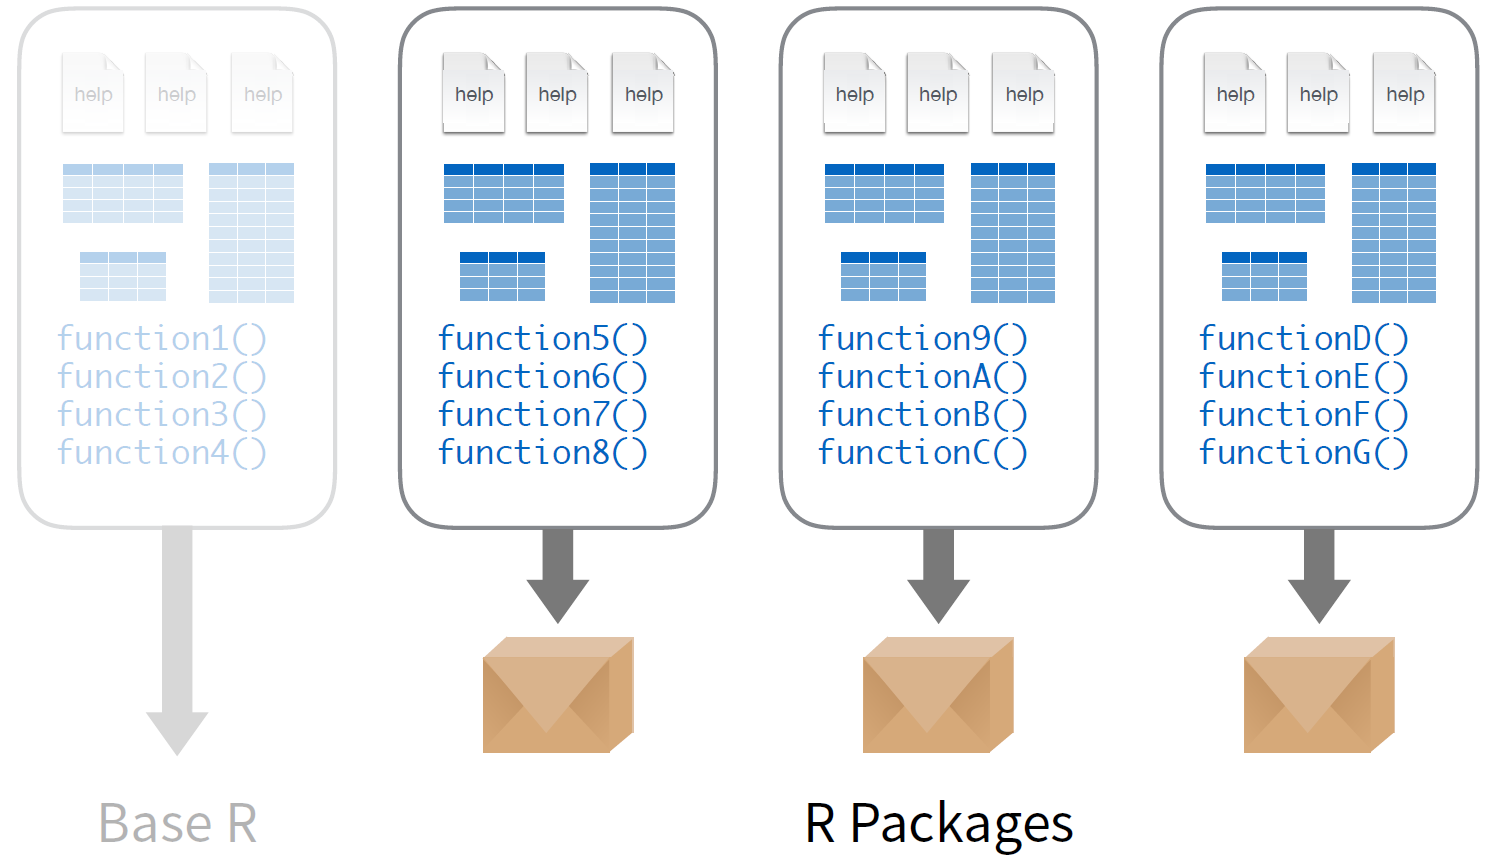 help help help
function1()
function2()
function3()
function4()
help help help
function5()
function6()
function7()
function8()
help help help
function9()
functionA()
functionB()
functionC()
help help help
functionD()
functionE()
functionF()
functionG()
Base R
R Packages